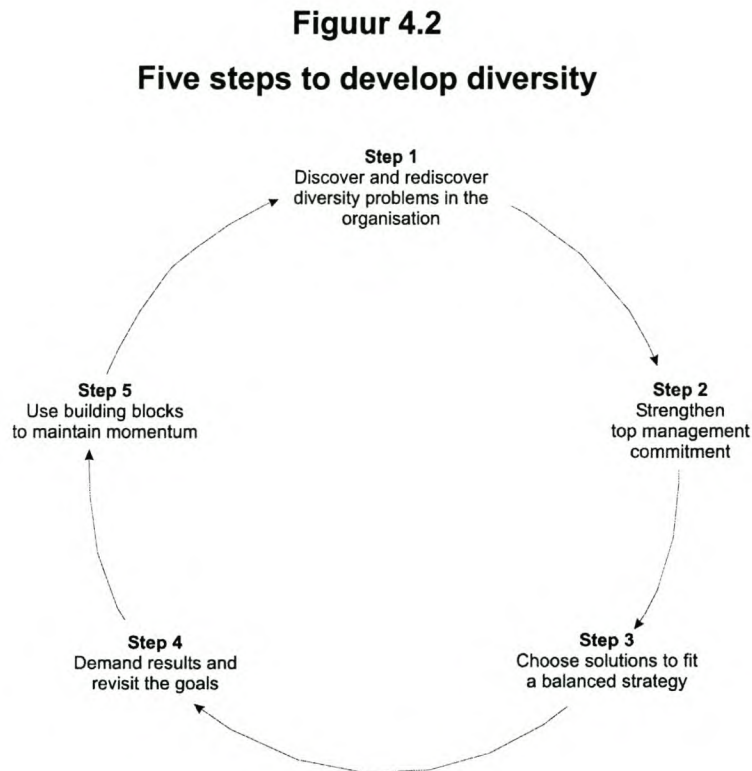 Figuur 4.2
Five steps to develop diversity
Step 1
Discover and rediscover
diversity problems in the
organisation
Step 2
Strengthen
top management
commitment
Step 3
Choose solutions to fit
a balanced strategy
Step 4
Demand results and
revisit the goals
Step 5
Use building blocks
to maintain momentum